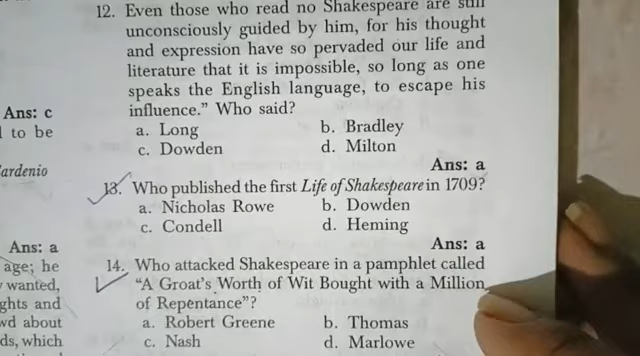 Ans: c
to be
ardenio
Ans: a
age; he
wanted,
ghts and
wd about
ds, which
12. Even those who read no Shakespeare are still
unconsciously guided by him, for his thought
and expression have so pervaded our life and
literature that it is impossible, so long as one
speaks the English language, to escape his
influence.” Who said?
a. Long b. Bradley
c. Dowden d. Milton
Ans: a
13. Who published the first Life of Shakespeare in 1709?
a. Nicholas Rowe b. Dowden
c. Condell d. Heming
Ans: a
14. Who attacked Shakespeare in a pamphlet called
“A Groat’s Worth of Wit Bought with a Million
of Repentance”?
a. Robert Greene b. Thomas
c. Nash d. Marlowe